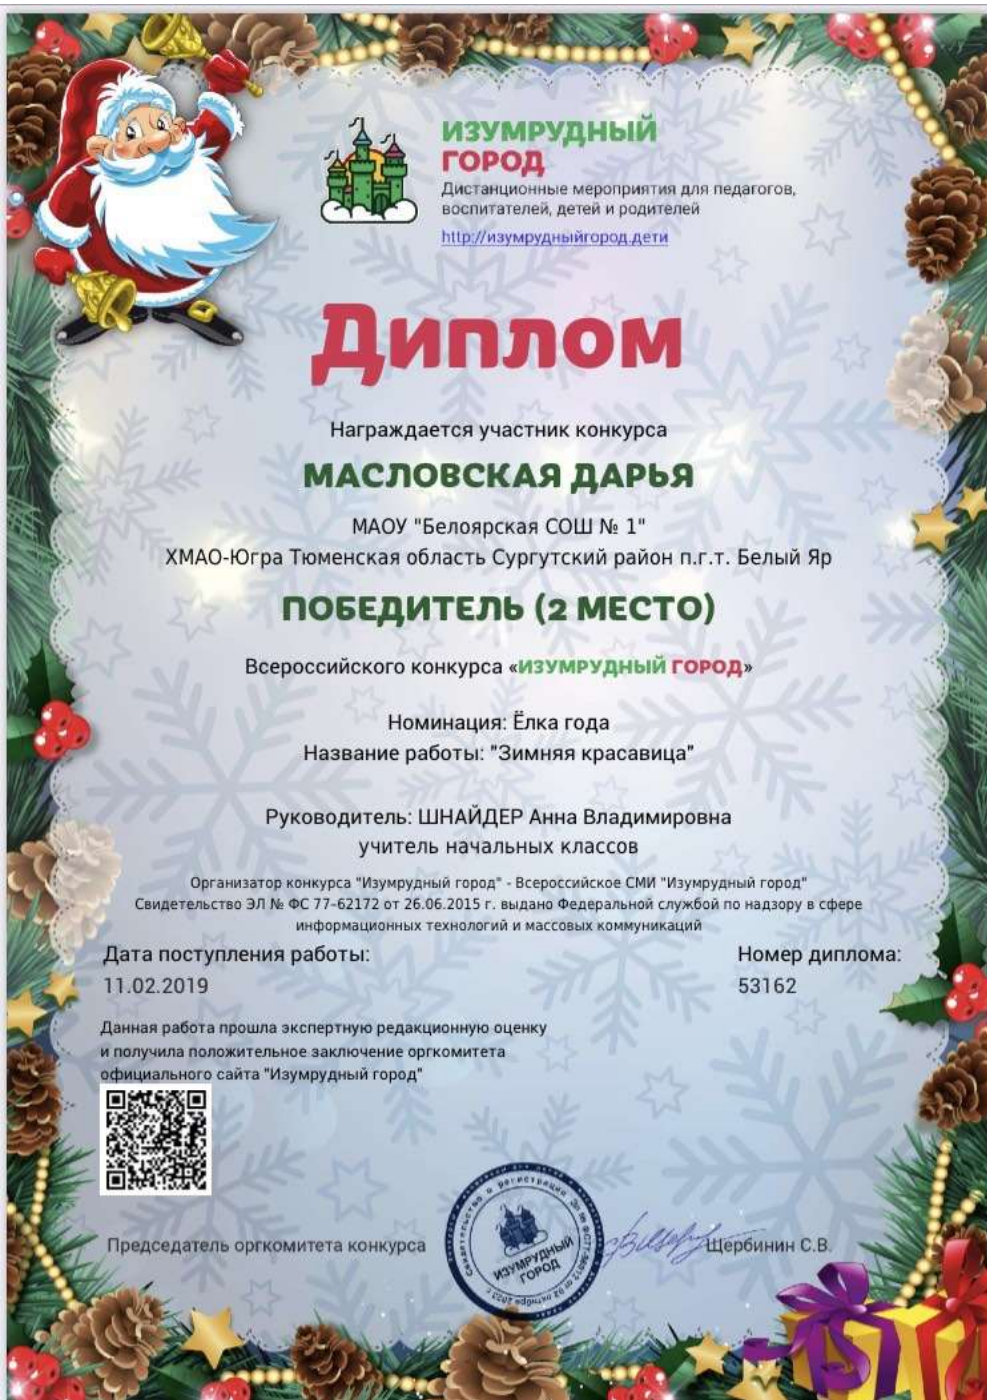 ИЗУМРУДНЫЙ
ГОРОД
Дистанционные мероприятия для педагогов,
воспитателей, детей и родителей
http://изумрудныйгород.дети
Диплом
Награждается участник конкурса
МАСЛОВСКАЯ ДАРЬЯ
МАОУ "Белоярская СОШ № 1"
ХМАО-Югра Тюменская область Сургутский район п.г.т. Белый Яр
ПОБЕДИТЕЛЬ (2 МЕСТО)
Всероссийского конкурса «ИЗУМРУДНЫЙ ГОРОД»
Номинация: Ёлка года
Название работы: "Зимняя красавица"
Руководитель: ШНАЙДЕР Анна Владимировна
учитель начальных классов
Организатор конкурса "Изумрудный город" - Всероссийское СМИ "Изумрудный город"
Свидетельство ЭЛ № ФС 77-62172 от 26.06.2015 г. выдано Федеральной службой по надзору в сфере
информационных технологий и массовых коммуникаций
Дата поступления работы:
11.02.2019
Номер диплома:
53162
Данная работа прошла экспертную редакционную оценку
и получила положительное заключение оргкомитета
официального сайта "Изумрудный город"
Председатель оргкомитета конкурса
ИЗУМРУДНЫЙ
ГОРОД
Щербинин С.В.